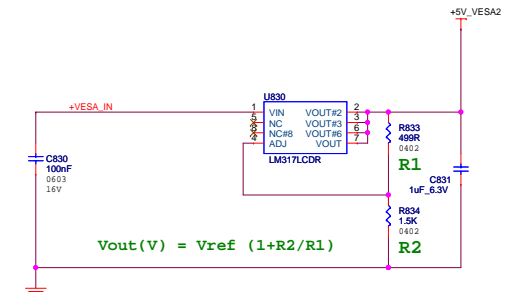 +5V_VESA2
U830
+VESA_IN
1 VIN VOUT#2 2
5 NC VOUT#3 3
8 NC#8 VOUT#6 6
4 ADJ VOUT 7
LM317LCDR
R833
499R
0402
R1
C830
100nF
0603
16V
C831
1uF_6.3V
R834
1.5K
0402
R2
Vout(V) = Vref (1+R2/R1)